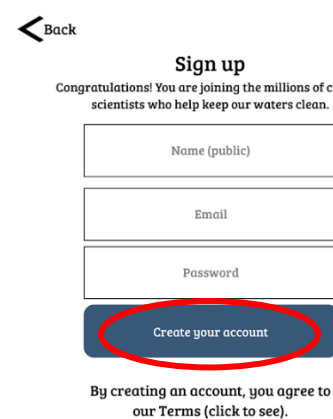 Back
Sign up
Congratulations! You are joining the millions of c
scientists who help keep our waters clean.
Name (public)
Email
Password
Create your account
By creating an account, you agree to
our Terms (click to see).